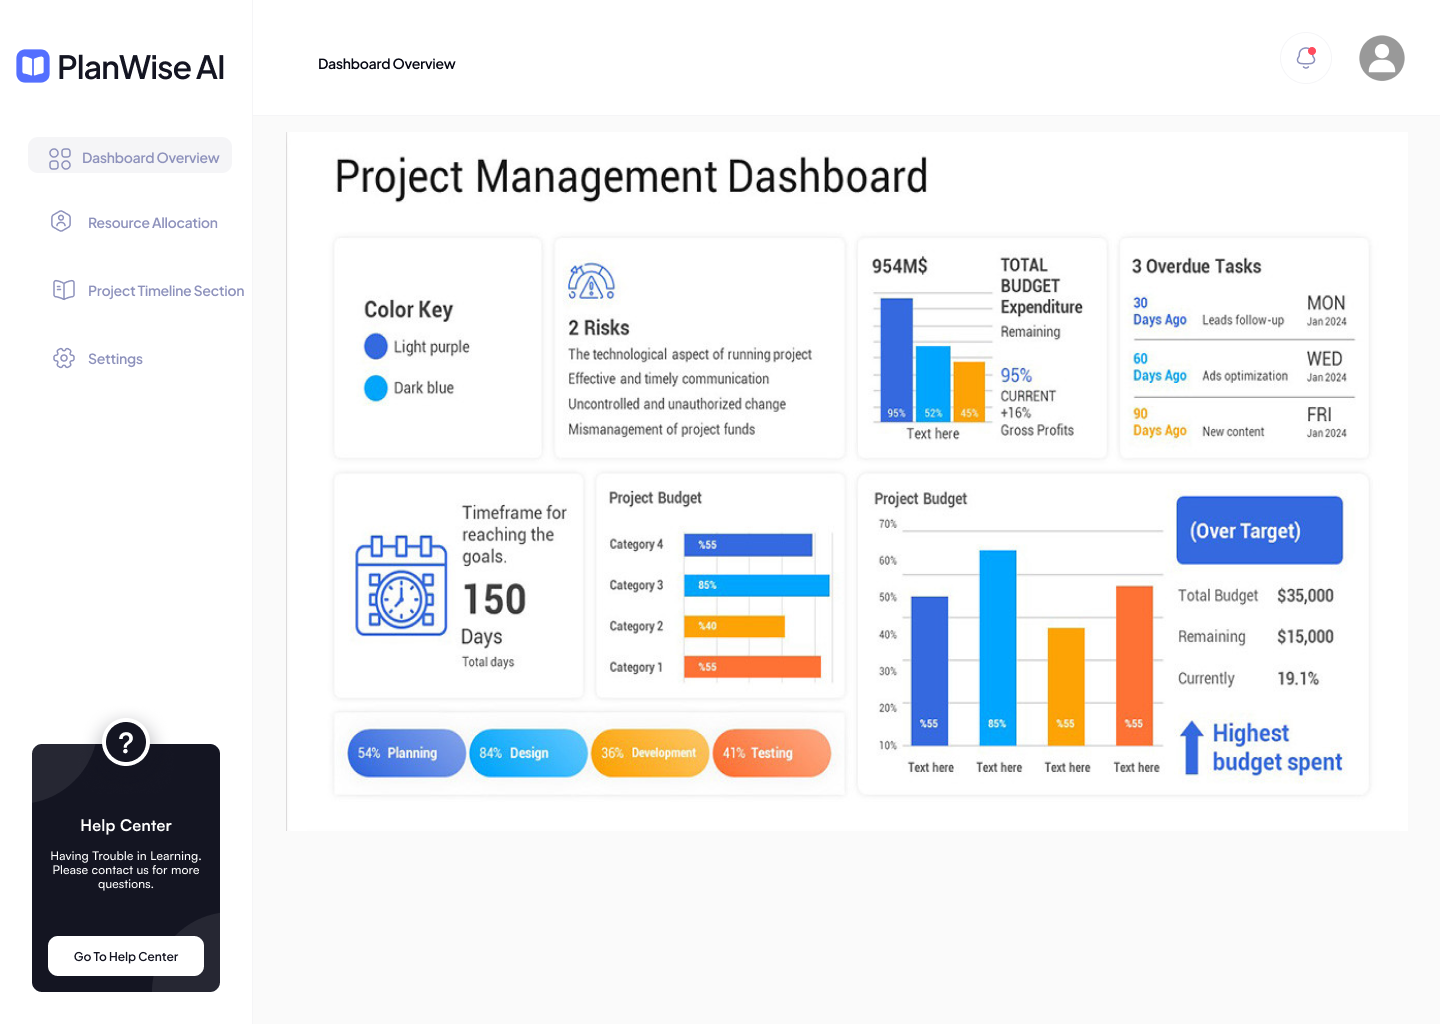 PlanWise AI
Dashboard Overview
Dashboard Overview
Resource Allocation
Project Timeline Section
Settings
?
Help Center
Having Trouble in Learning.
Please contact us for more
questions.
Go To Help Center
Project Management Dashboard
Color Key
Light purple
Dark blue
2 Risks
The technological aspect of running project
Effective and timely communication
Uncontrolled and unauthorized change
Mismanagement of project funds
954M$
95%
52%
45%
Text here
TOTAL
BUDGET
Expenditure
Remaining
95%
CURRENT
+16%
Gross Profits
3 Overdue Tasks
30
Days Ago
Leads follow-up
MON
Jan 2024
60
Days Ago
Ads optimization
WED
Jan 2024
90
Days Ago
New content
FRI
Jan 2024
Timeframe for
reaching the
goals.
150
Days
Total days
Project Budget
Category 4
%55
Category 3
85%
Category 2
%40
Category 1
%55
54% Planning
84% Design
36% Development
41% Testing
Project Budget
70%
60%
50%
40%
30%
20%
10%
%55
85%
%55
%55
Text here
Text here
Text here
Text here
(Over Target)
Total Budget $35,000
Remaining $15,000
Currently 19.1%
Highest
budget spent